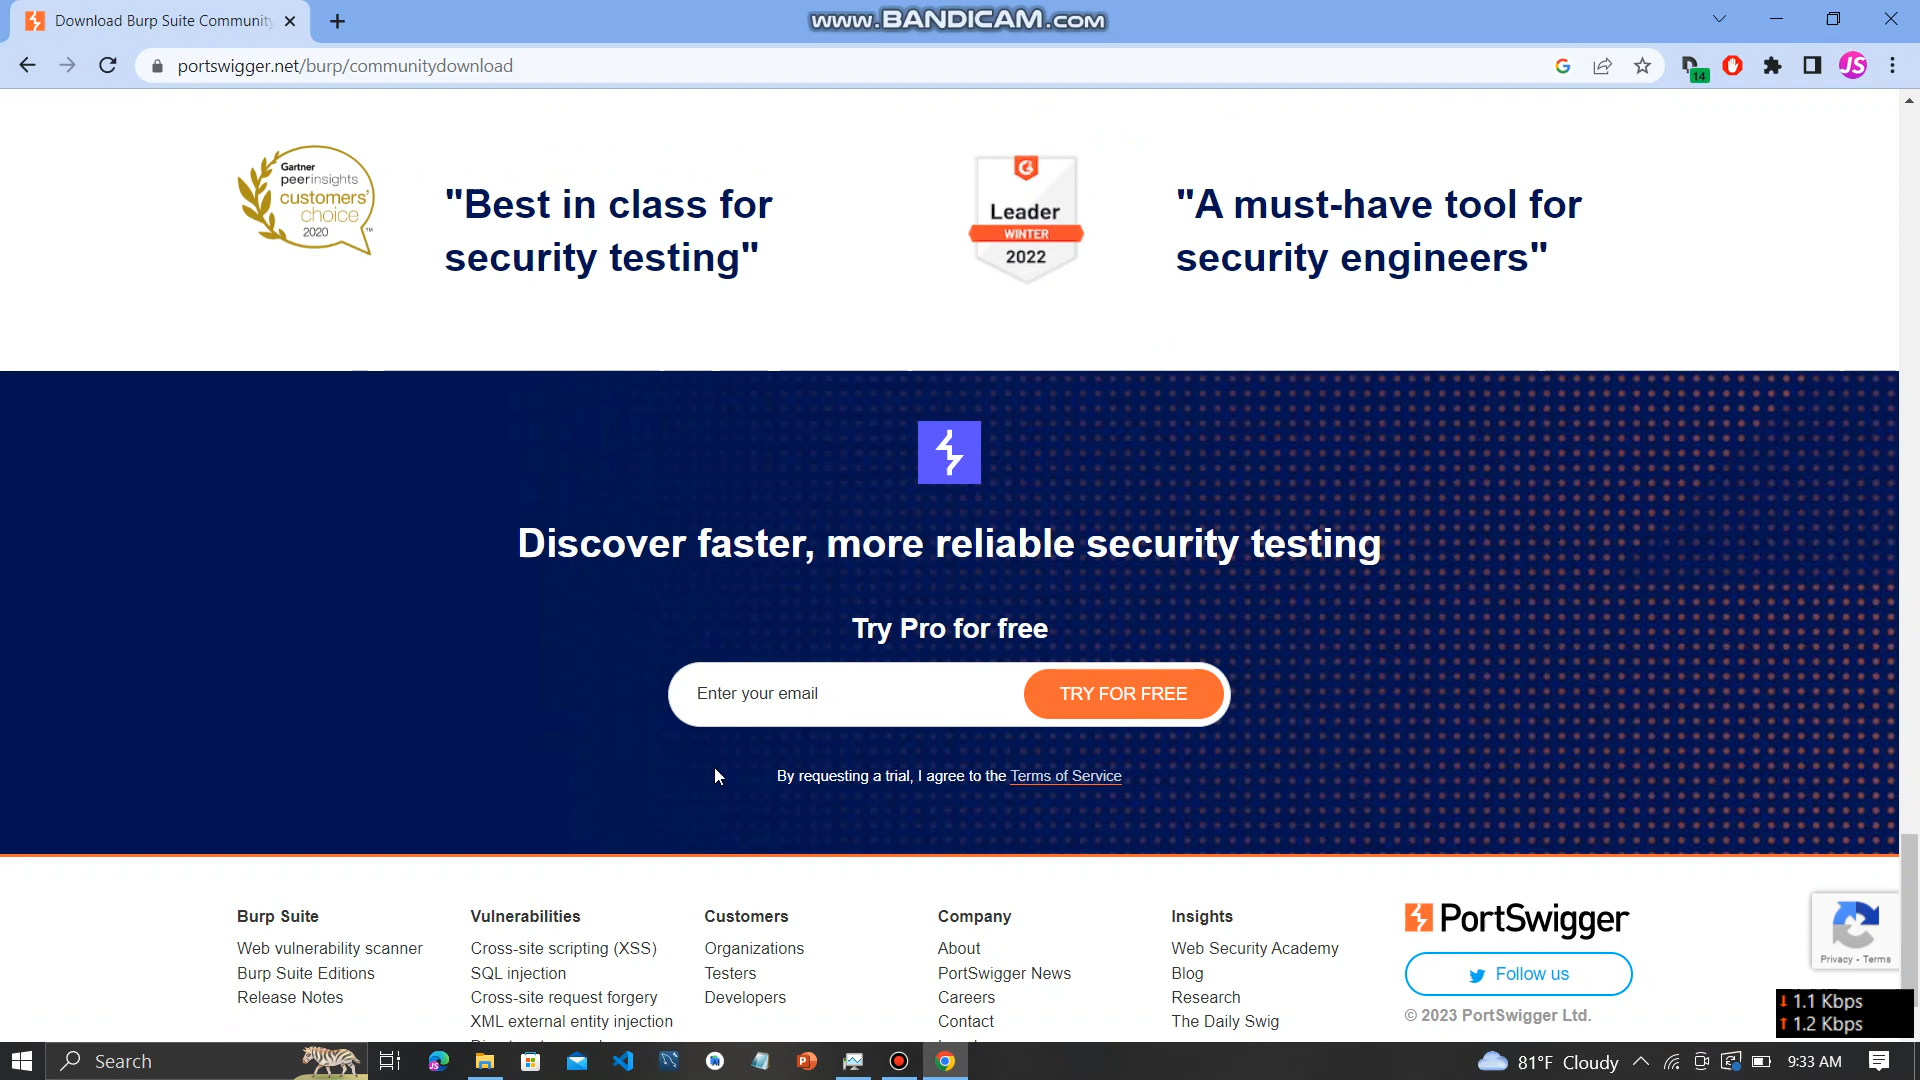 Download Burp Suite Community
www.BANDICAM.com
portswigger.net/burp/communitydownload
14
JS
Gartner
peerinsights
customers'
choice
2020
TM
"Best in class for
security testing"
Leader
WINTER
2022
"A must-have tool for
security engineers"
Discover faster, more reliable security testing
Try Pro for free
Enter your email
TRY FOR FREE
By requesting a trial, I agree to the Terms of Service
Burp Suite
Web vulnerability scanner
Burp Suite Editions
Release Notes
Vulnerabilities
Cross-site scripting (XSS)
SQL injection
Cross-site request forgery
XML external entity injection
Customers
Organizations
Testers
Developers
Company
About
PortSwigger News
Careers
Contact
Insights
Web Security Academy
Blog
Research
The Daily Swig
PortSwigger
Follow us
© 2023 PortSwigger Ltd.
Privacy - Terms
1.1 Kbps
1.2 Kbps
Search
81°F Cloudy
9:33 AM